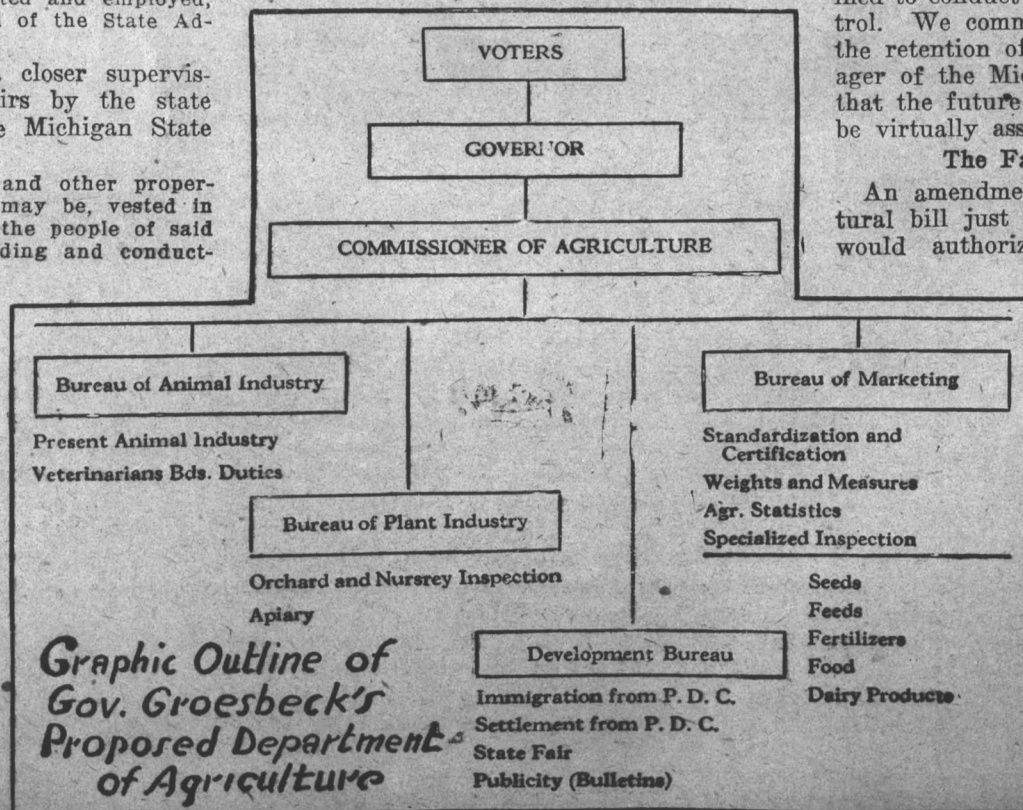 ted and employed,
of the State Ad-
closer supervis-
irs by the state
e Michigan State
and other proper-
may be, vested in
the people of said
ding and conduct-
VOTERS
GOVERNOR
COMMISSIONER OF AGRICULTURE
Bureau of Animal Industry
Present Animal Industry
Veterinarians Bds. Duties
Bureau of Plant Industry
Orchard and Nursrey Inspection
Apiary
Development Bureau
Immigration from P. D. C.
Settlement from P. D. C.
State Fair
Publicity (Bulletins)
Bureau of Marketing
Standardization and
Certification
Weights and Measures
Agr. Statistics
Specialized Inspection
Seeds
Feeds
Fertilizers
Food
Dairy Products
Graphic Outline of
Gov. Groesbeck's
Proposed Department
of Agriculture
to conduct
trol. We comm
the retention of
ager of the Mic
that the future
be virtually ass
The Fa
An amendme
tural bill just
would authoriz